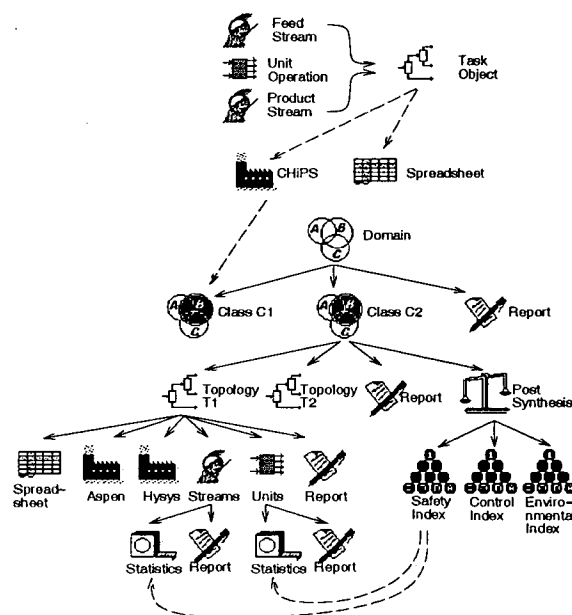 Feed
Stream
Unit
Operation
Product
Stream
Task
Object
CHiPS
Spreadsheet
A
B
C
Domain
A
B
C
Class C1
A
B
C
Class C2
Report
Topology
T1
Topology
T2
Report
Post
Synthesis
Spread-
sheet
Aspen
Hysys
Streams
Units
Report
Safety
Index
Control
Index
Enviro-
nmental
Index
Statistics
Report
Statistics
Report